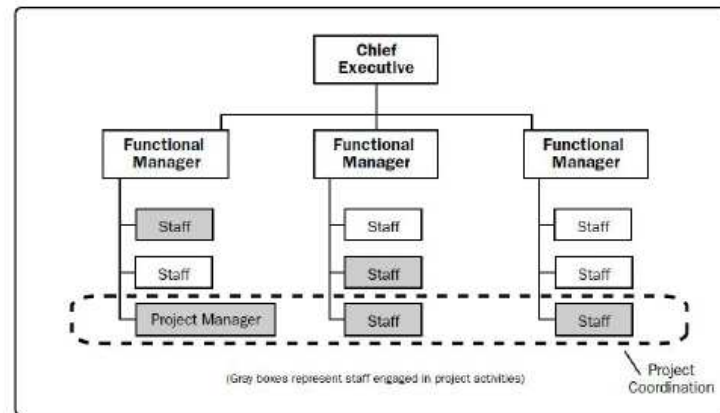 Chief
Executive
Functional
Manager
Functional
Manager
Functional
Manager
Staff
Staff
Staff
Staff
Staff
Staff
Project Manager
Staff
Staff
(Gray boxes represent staff engaged in project activities)
Project
Coordination